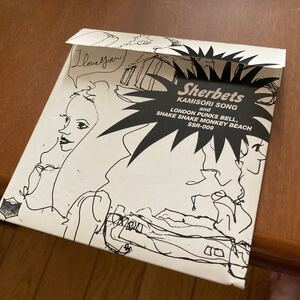 I love you
Sherbets
KAMISORI SONG
and
LONDON PUNKS BELL,
SHAKE SHAKE MONKEY BEACH
SSR-009